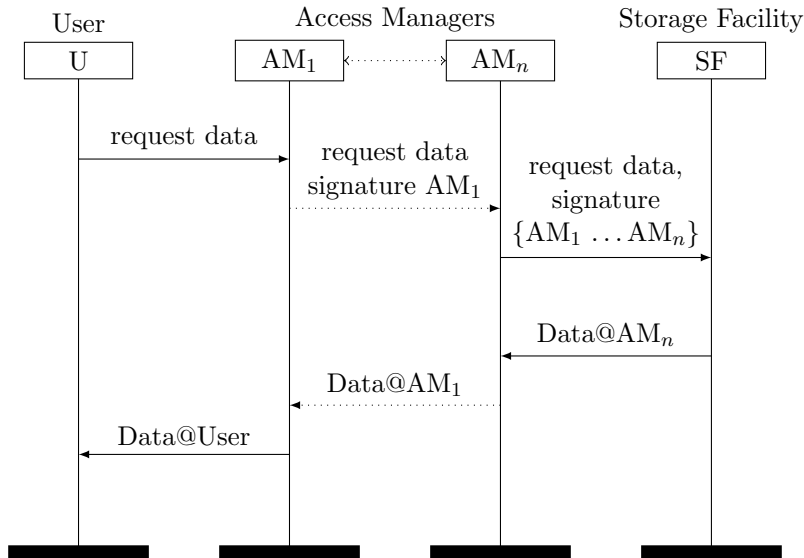 User
Access Managers
Storage Facility
U
AM₁
AMₙ
SF
request data
request data
signature AM₁
request data,
signature
{AM₁ … AMₙ}
Data@AMₙ
Data@AM₁
Data@User